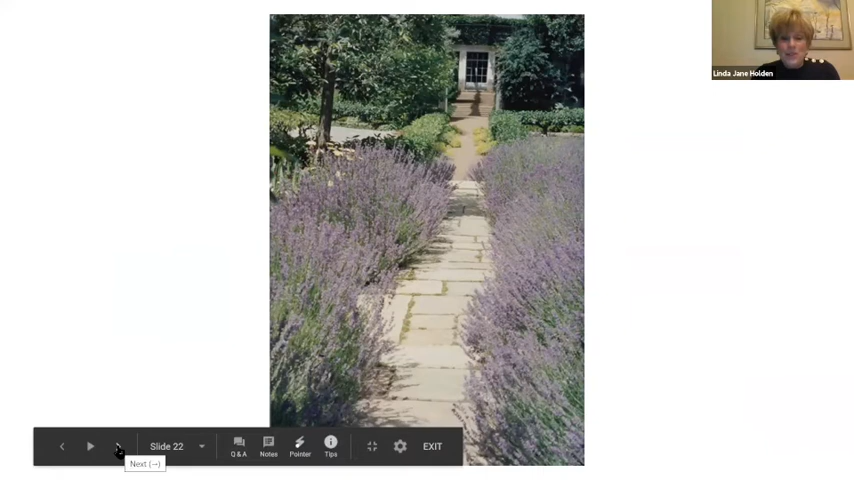 Linda Jane Holden
Slide 22
Q & A
Notes
Pointer
Tips
EXIT
Next (→)